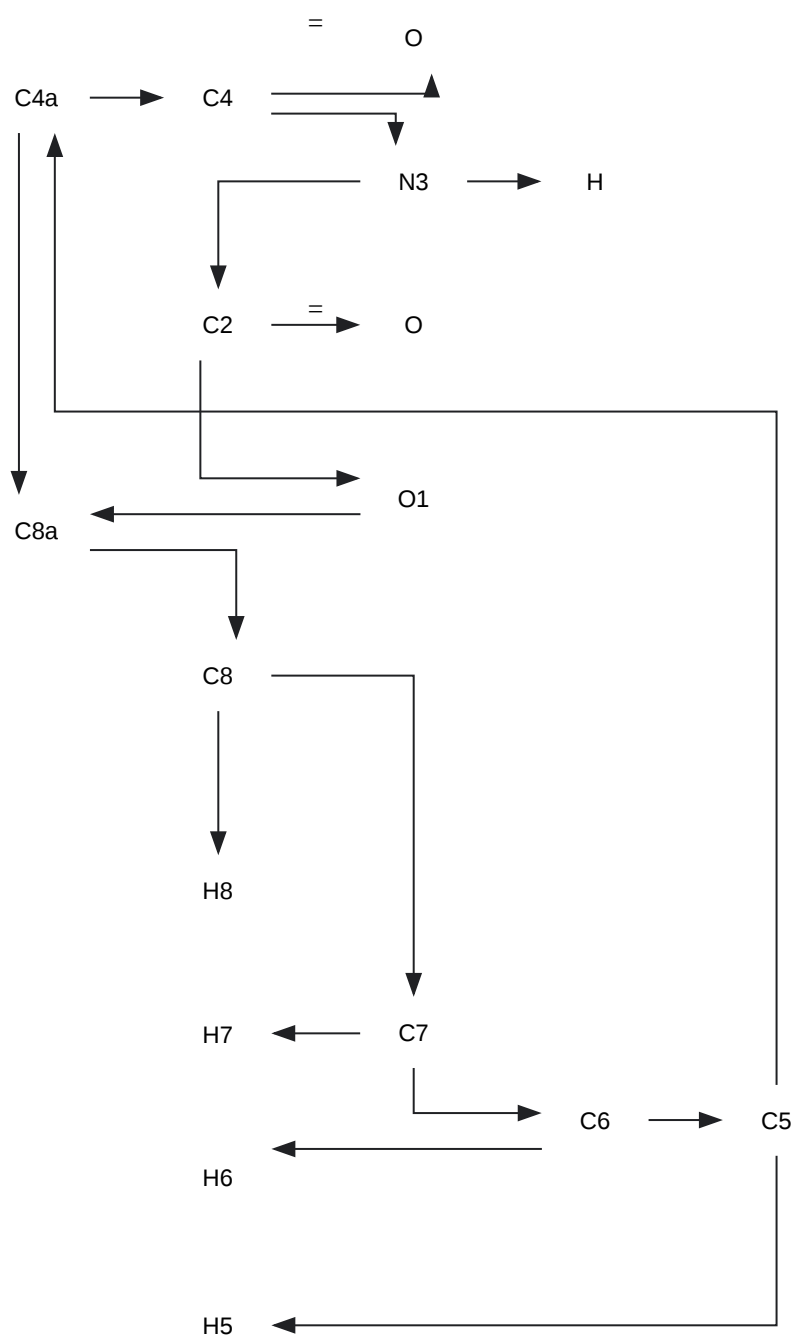 =
O
C4a C4
N3 H
=
C2 O
O1
C8a
C8
H8
H7 C7
C6 C5
H6
H5